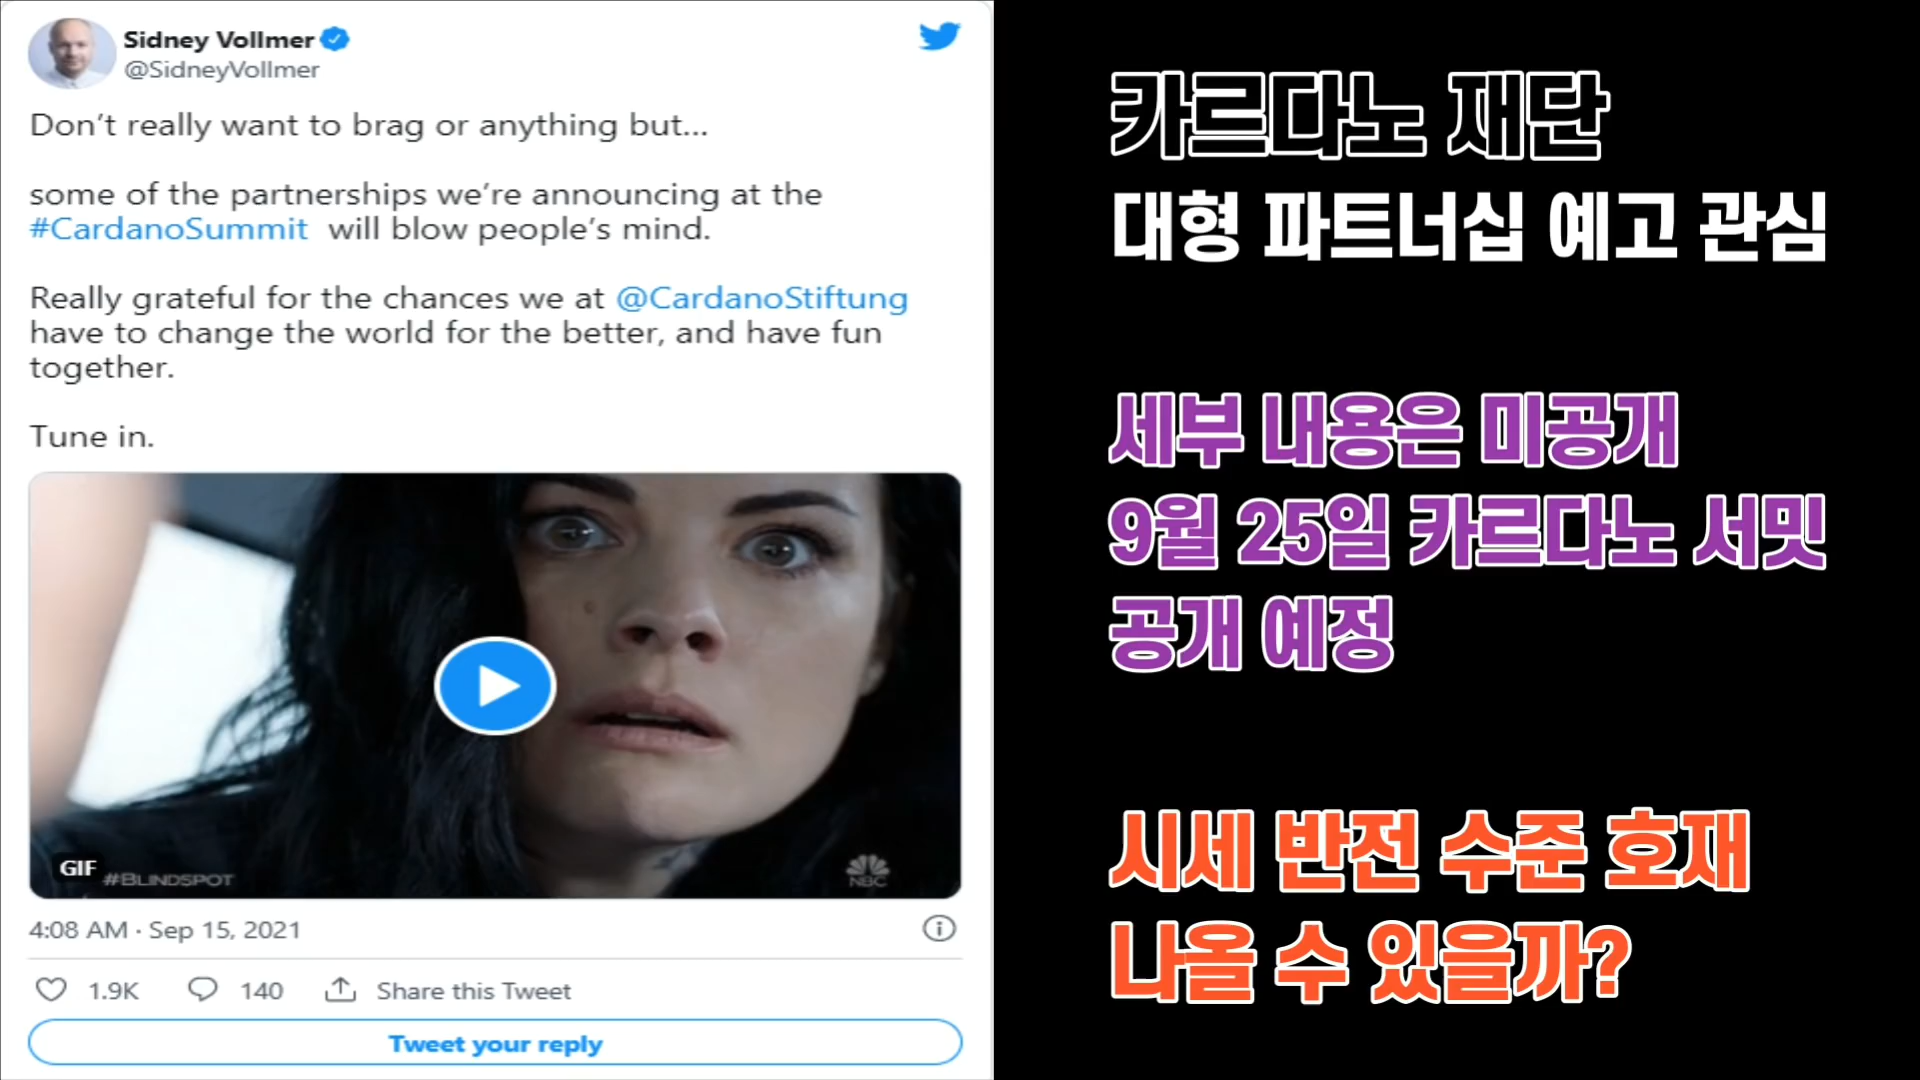 Sidney Vollmer
@SidneyVollmer
Don’t really want to brag or anything but...
some of the partnerships we’re announcing at the
#CardanoSummit will blow people’s mind.
Really grateful for the chances we at @CardanoStiftung
have to change the world for the better, and have fun
together.
Tune in.
GIF #BLINDSPOT
NBC
4:08 AM · Sep 15, 2021
1.9K 140 Share this Tweet
Tweet your reply
카르다노 재단
대형 파트너십 예고 관심
세부 내용은 미공개
9월 25일 카르다노 서밋
공개 예정
시세 반전 수준 호재
나올 수 있을까?